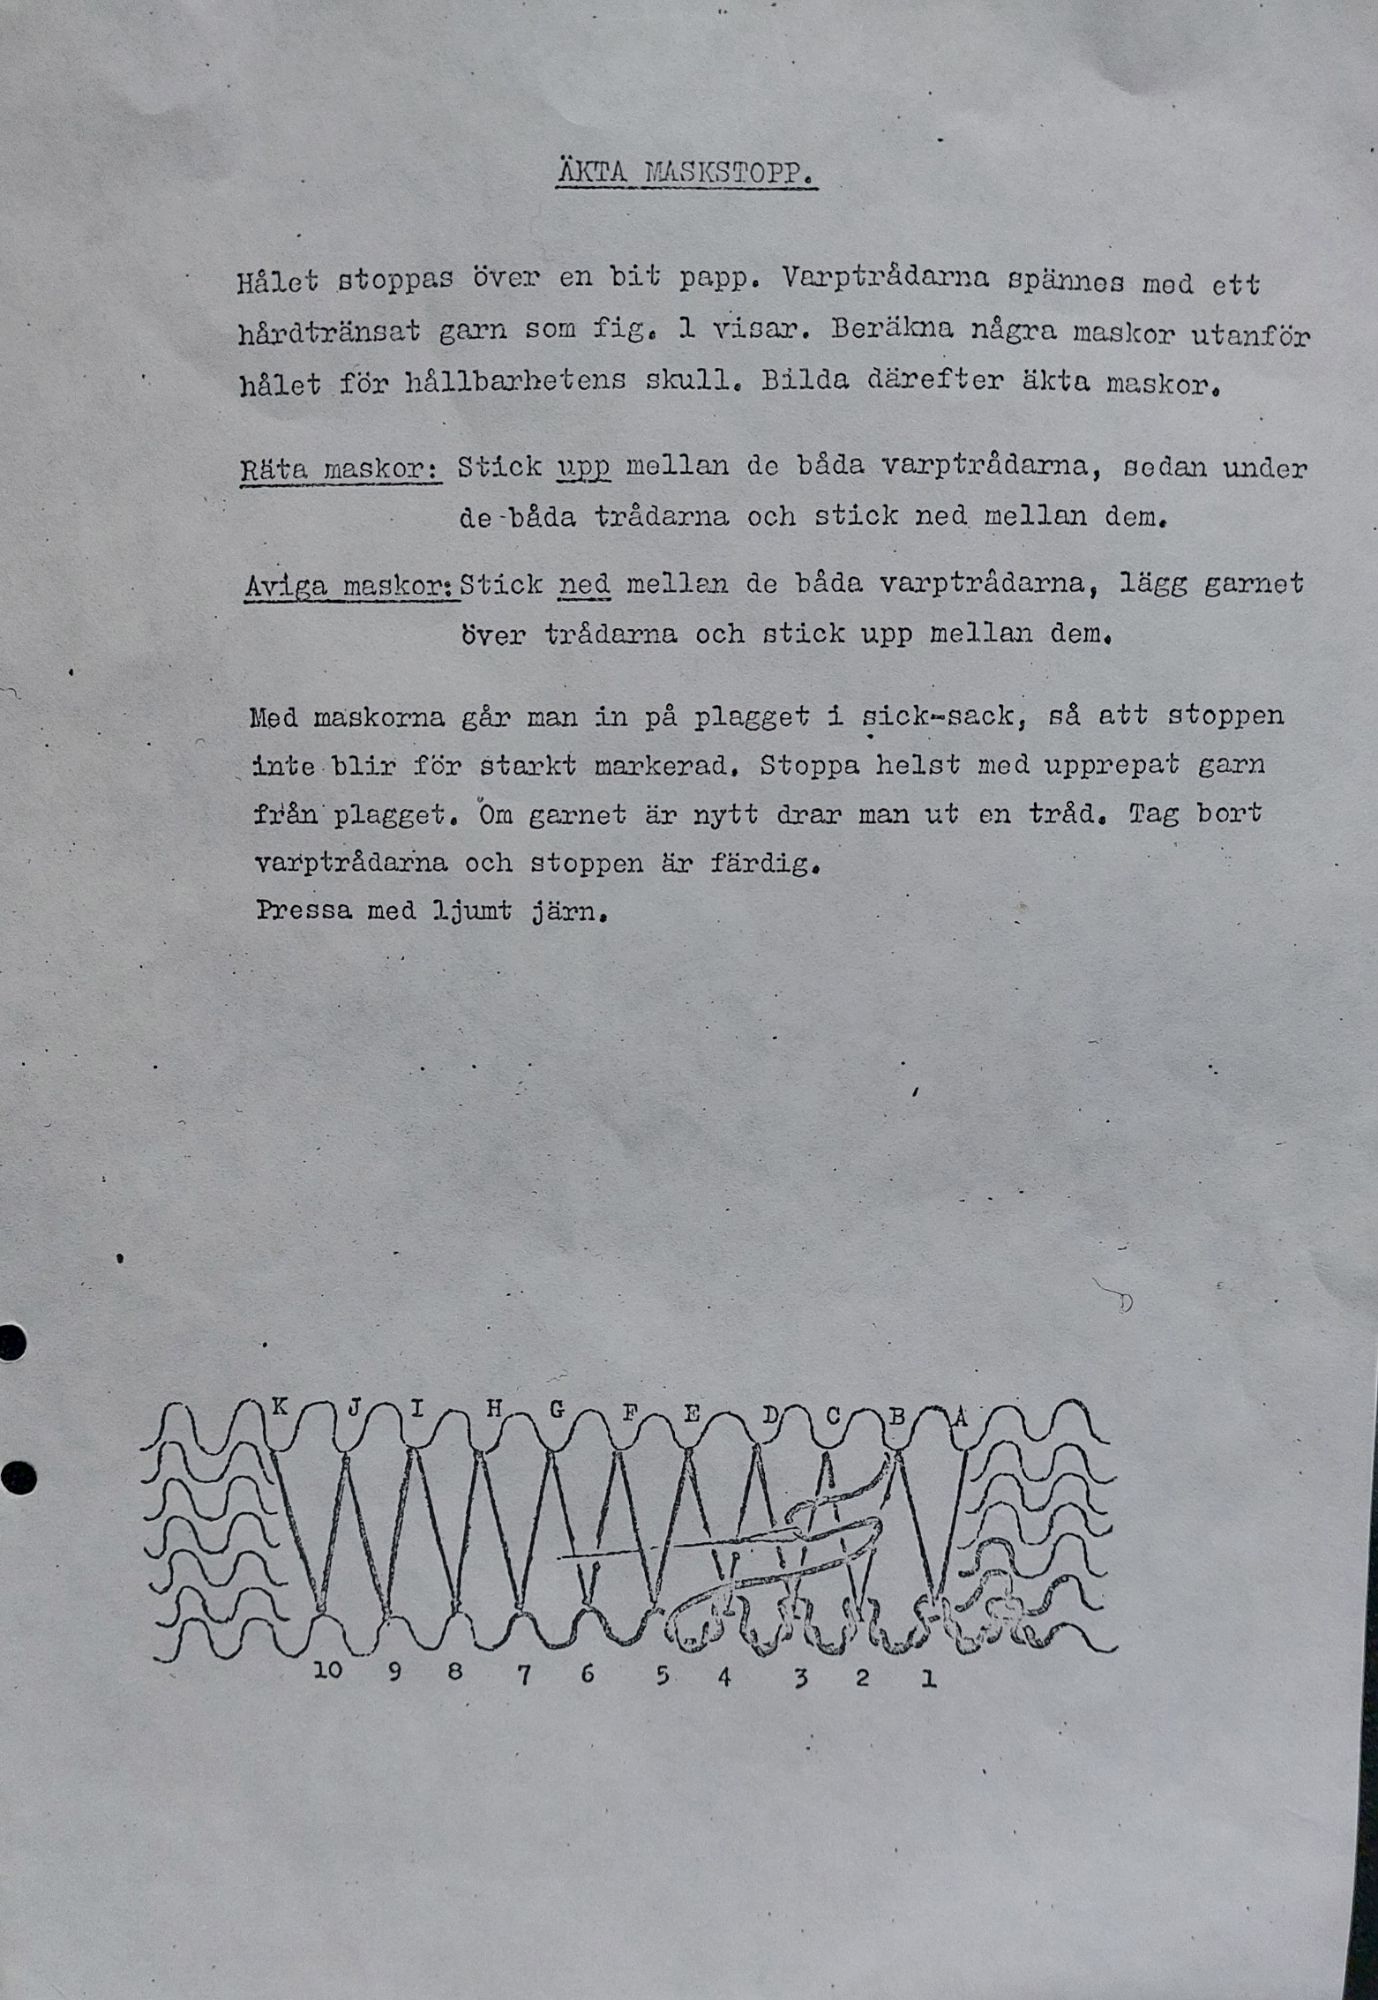 ÄKTA MASKSTOPP.
Hålet stoppas över en bit papp. Varptrådarna spännes med ett
hårdtränsat garn som fig. 1 visar. Beräkna några maskor utanför
hålet för hållbarhetens skull. Bilda därefter äkta maskor.
Räta maskor: Stick upp mellan de båda varptrådarna, sedan under
de båda trådarna och stick ned mellan dem.
Aviga maskor: Stick ned mellan de båda varptrådarna, lägg garnet
över trådarna och stick upp mellan dem.
Med maskorna går man in på plagget i sick-sack, så att stoppen
inte blir för starkt markerad. Stoppa helst med upprepat garn
från plagget. Om garnet är nytt drar man ut en tråd. Tag bort
varptrådarna och stoppen är färdig.
Pressa med ljumt järn.
K J I H G F E D C B A
10 9 8 7 6 5 4 3 2 1